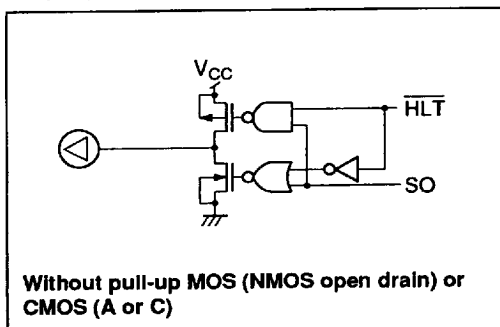 VCC
HLT
SO
Without pull-up MOS (NMOS open drain) or
CMOS (A or C)